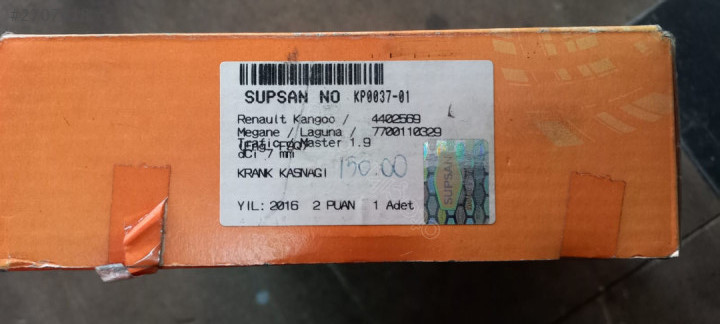 SUPSAN NO KP0037-01
Renault Kangoo / 4402569
Megane / Laguna / 7700110329
Trafic / Master 1.9
dCi / mm
KRANK KASNAGI 150.00
YIL: 2016 2 PUAN 1 Adet
SUPSAN